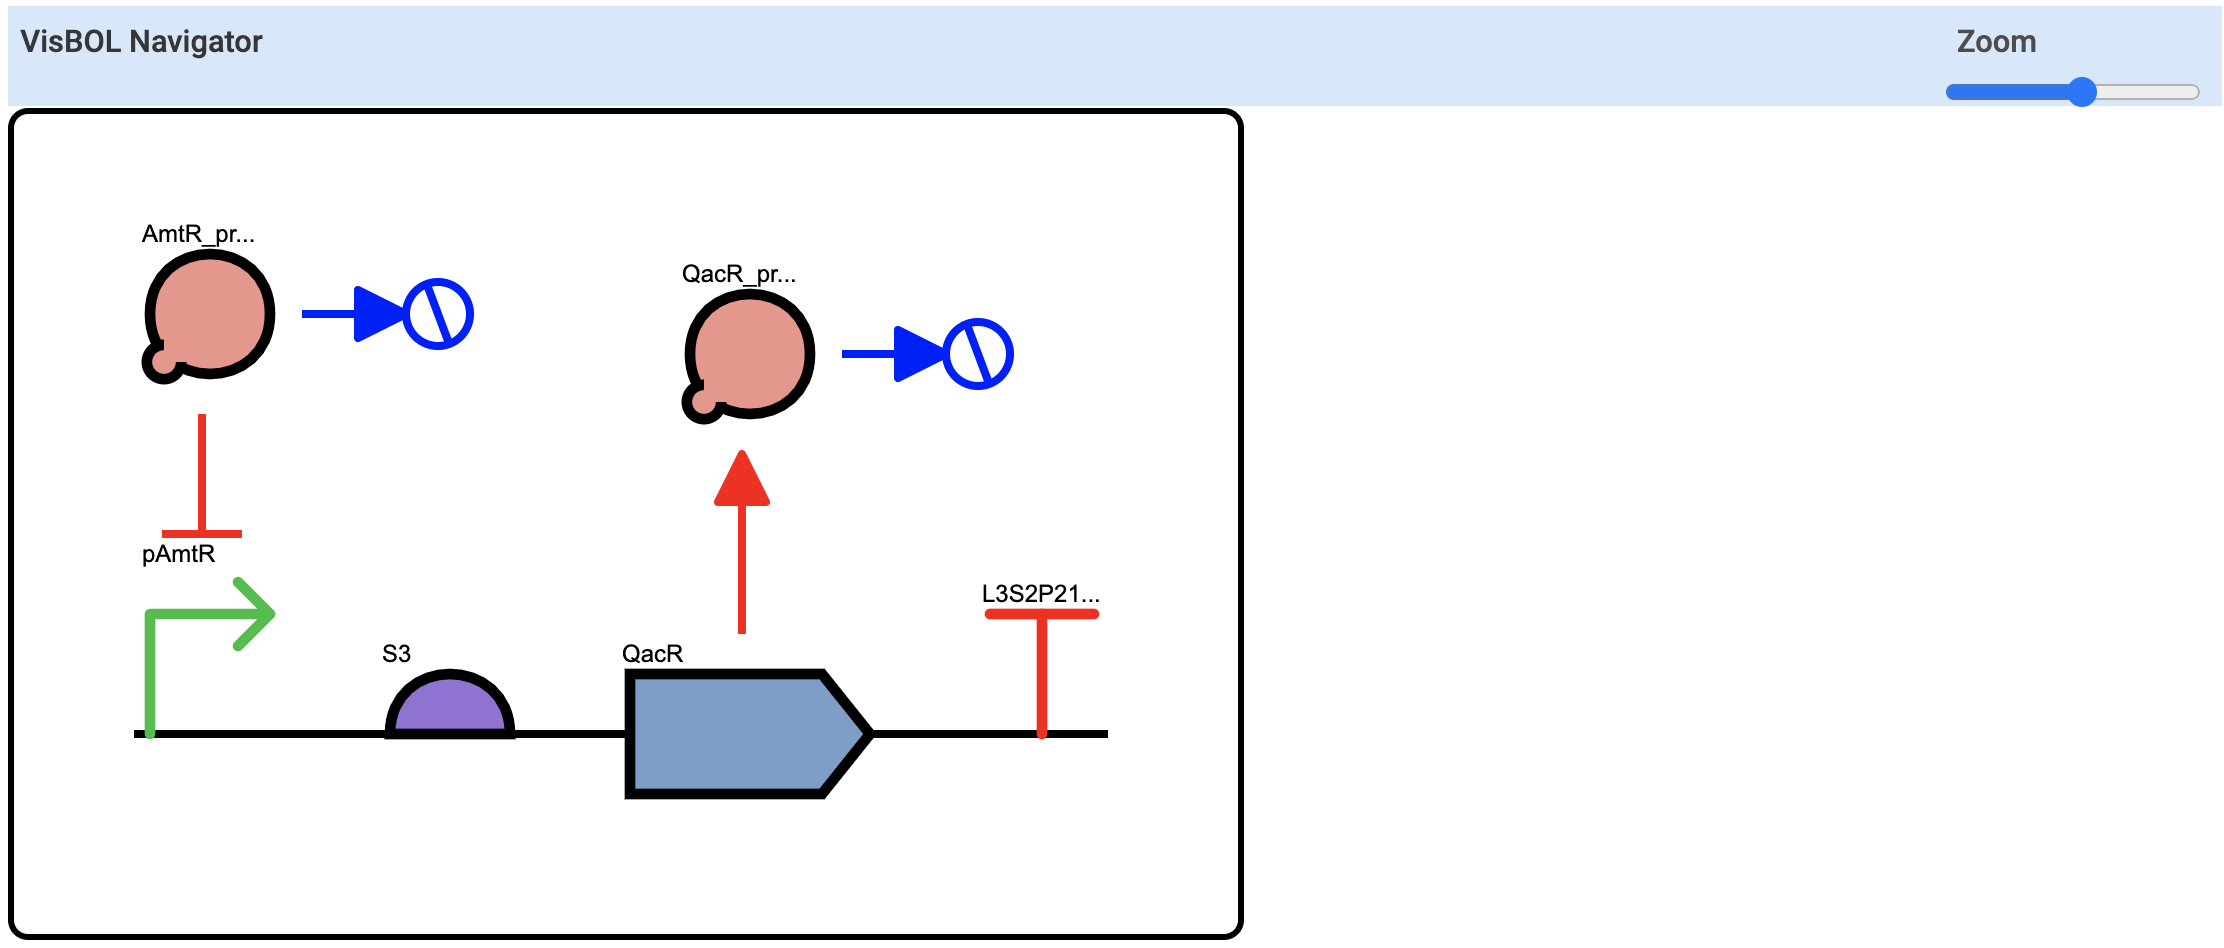 VisBOL Navigator
Zoom
AmtR_pr...
QacR_pr...
pAmtR
L3S2P21...
S3
QacR